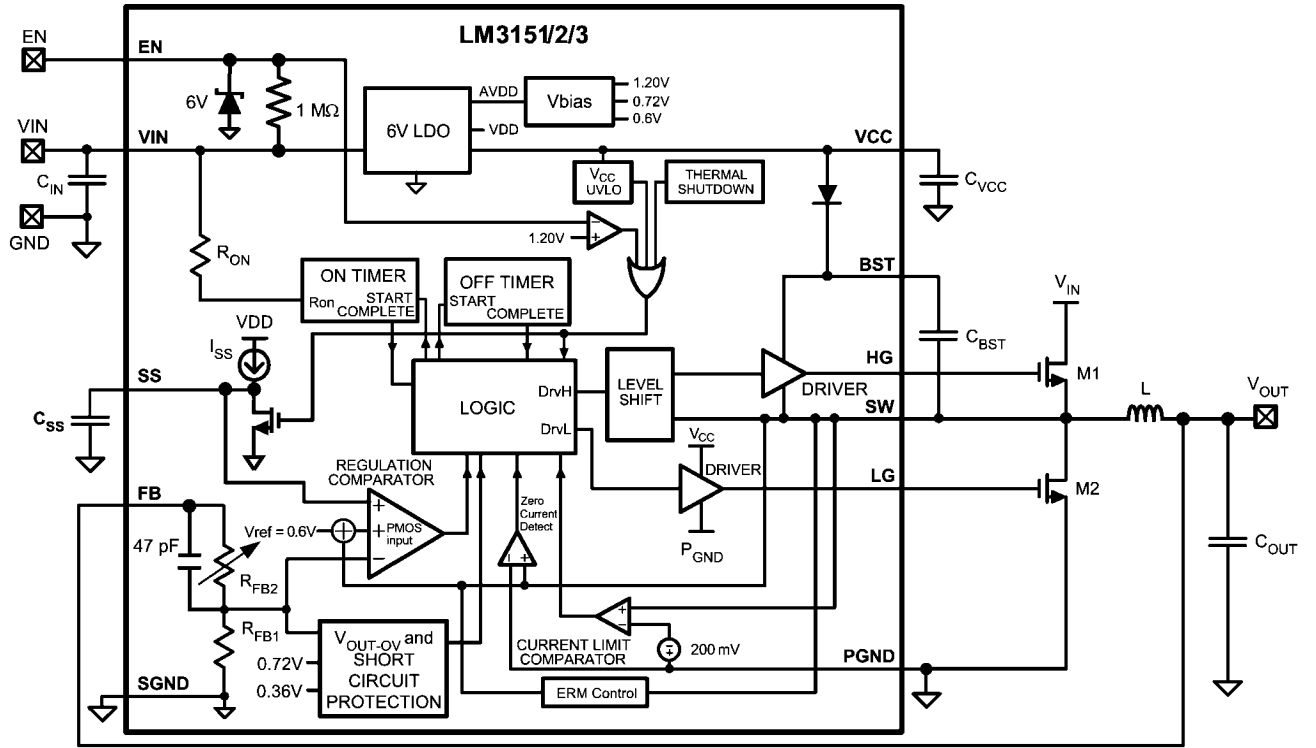 LM3151/2/3
EN
EN
6V
1 MΩ
AVDD
VDD
6V LDO
Vbias
1.20V
0.72V
0.6V
VIN
VIN
VCC
CIN
GND
VCC
UVLO
THERMAL
SHUTDOWN
CVCC
1.20V
RON
ON TIMER
Ron
START
COMPLETE
OFF TIMER
START
COMPLETE
BST
VIN
CBST
VDD
ISS
SS
CSS
LOGIC
DrvH
DrvL
LEVEL
SHIFT
DRIVER
HG
M1
SW
L
VOUT
VCC
DRIVER
LG
M2
PGND
REGULATION
COMPARATOR
FB
Vref = 0.6V
+
+
−
PMOS
input
Zero
Current
Detect
47 pF
RFB2
RFB1
COUT
VOUT-OV and
SHORT
CIRCUIT
PROTECTION
0.72V
0.36V
CURRENT LIMIT
COMPARATOR
200 mV
PGND
SGND
ERM Control